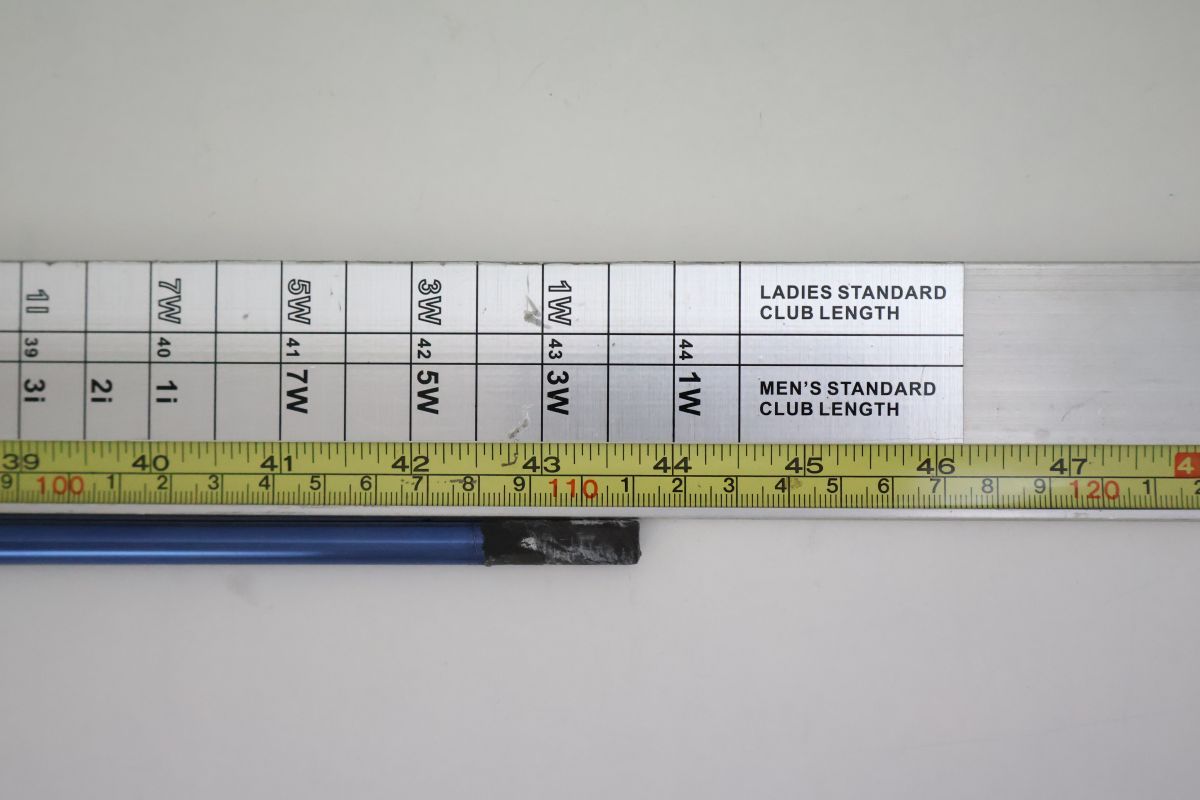 1I 7W 5W 3W 1W
LADIES STANDARD
CLUB LENGTH
39 40 41 42 43 44
3i 2i 1i 7W 5W 3W 1W
MEN'S STANDARD
CLUB LENGTH
39 40 41 42 43 44 45 46 47 4
9 100 1 2 3 4 5 6 7 8 9 110 1 2 3 4 5 6 7 8 9 120 1 2